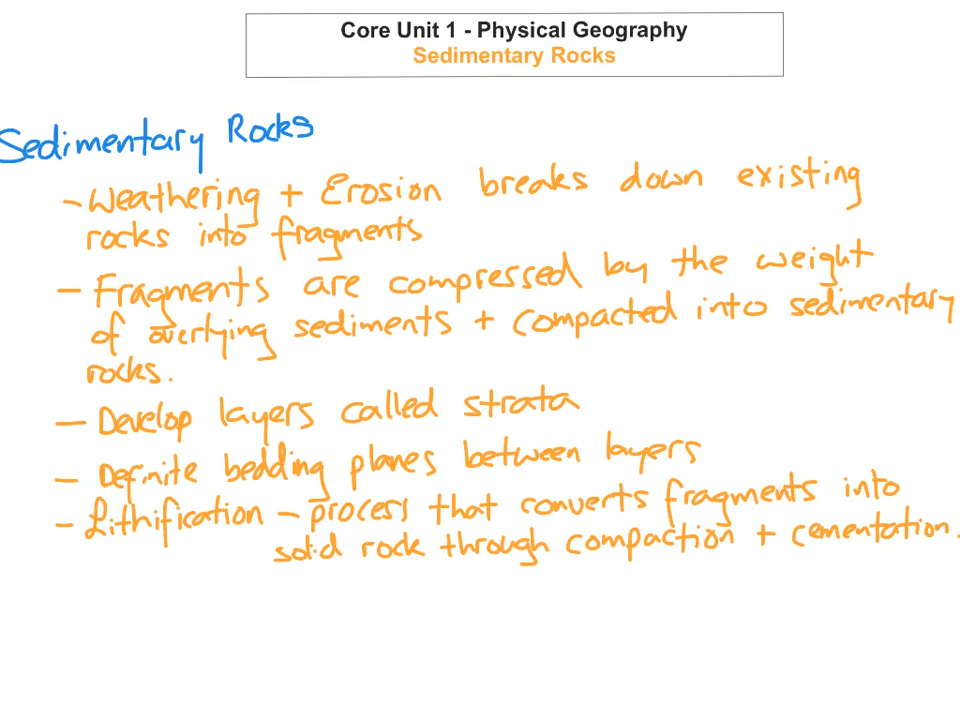 Core Unit 1 - Physical Geography
Sedimentary Rocks
Sedimentary Rocks
- Weathering + Erosion breaks down existing
rocks into fragments
- Fragments are compressed by the weight
of overlying sediments + compacted into sedimentary
rocks.
- Develop layers called strata
- Definite bedding planes between layers
- Lithification - process that converts fragments into
solid rock through compaction + cementation.